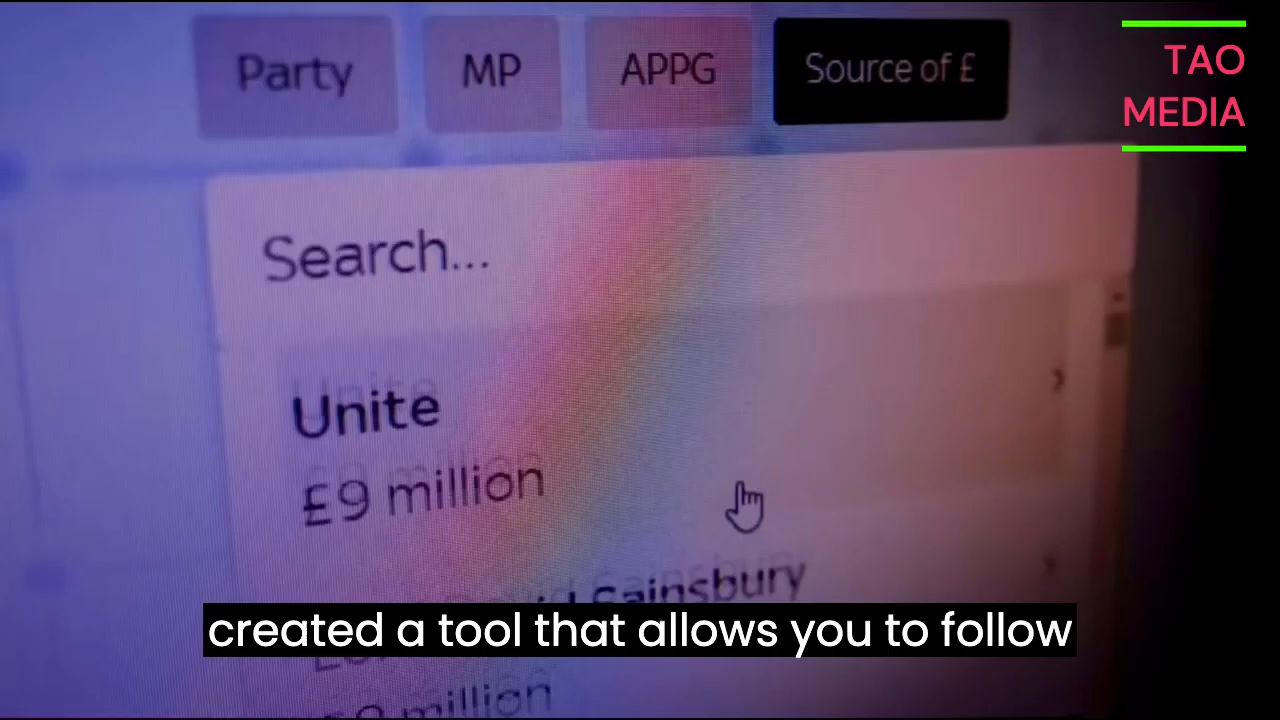 Party
MP
APPG
Source of £
TAO
MEDIA
Search...
Unite
£9 million
Sainsbury
created a tool that allows you to follow
million